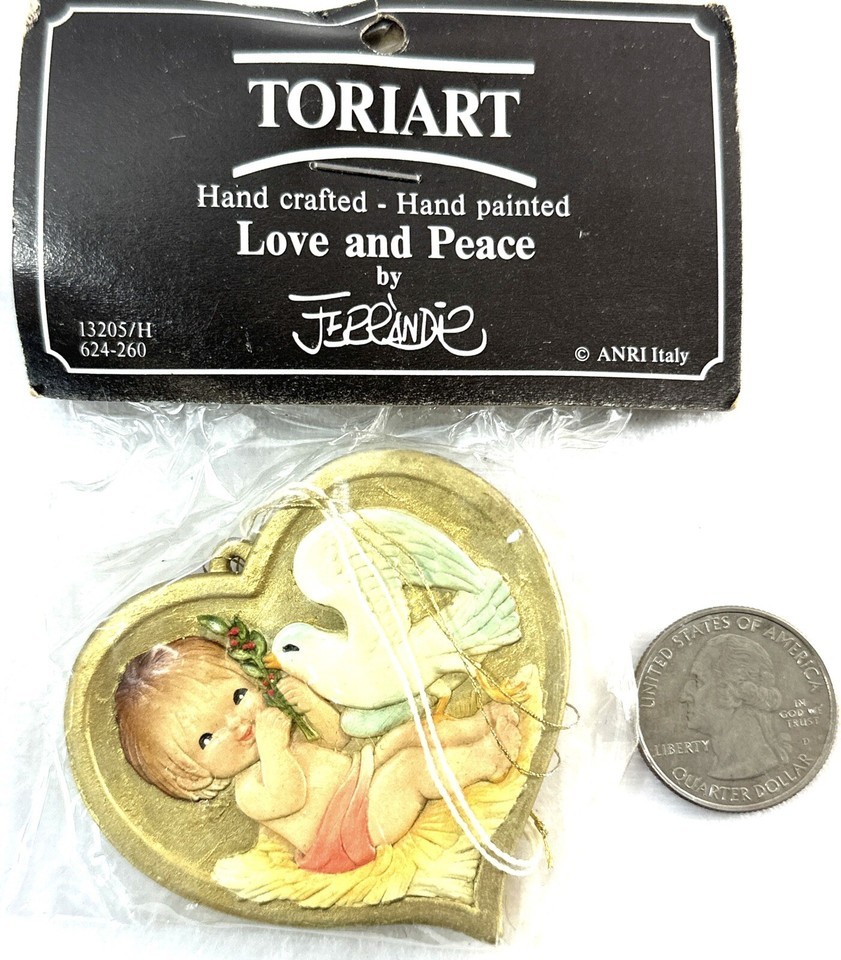 TORIART
Hand crafted - Hand painted
Love and Peace
by
FERRÀNDIZ
13205/H
624-260
© ANRI Italy
UNITED STATES OF AMERICA
IN
GOD WE
TRUST
D
LIBERTY
QUARTER DOLLAR